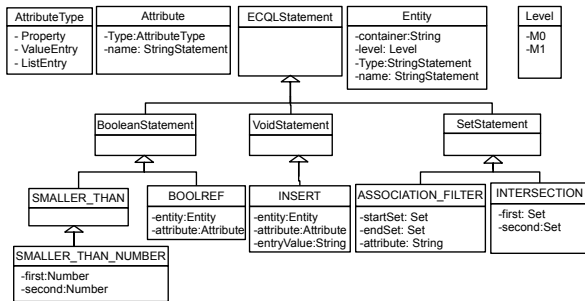 AttributeType
- Property
- ValueEntry
- ListEntry
Attribute
-Type:AttributeType
-name: StringStatement
ECQLStatement
Entity
-container:String
-level: Level
-Type:StringStatement
-name: StringStatement
Level
-M0
-M1
BooleanStatement
VoidStatement
SetStatement
SMALLER_THAN
BOOLREF
-entity:Entity
-attribute:Attribute
INSERT
-entity:Entity
-attribute:Attribute
-entryValue:String
ASSOCIATION_FILTER
-startSet: Set
-endSet: Set
-attribute: String
INTERSECTION
-first: Set
-second:Set
SMALLER_THAN_NUMBER
-first:Number
-second:Number